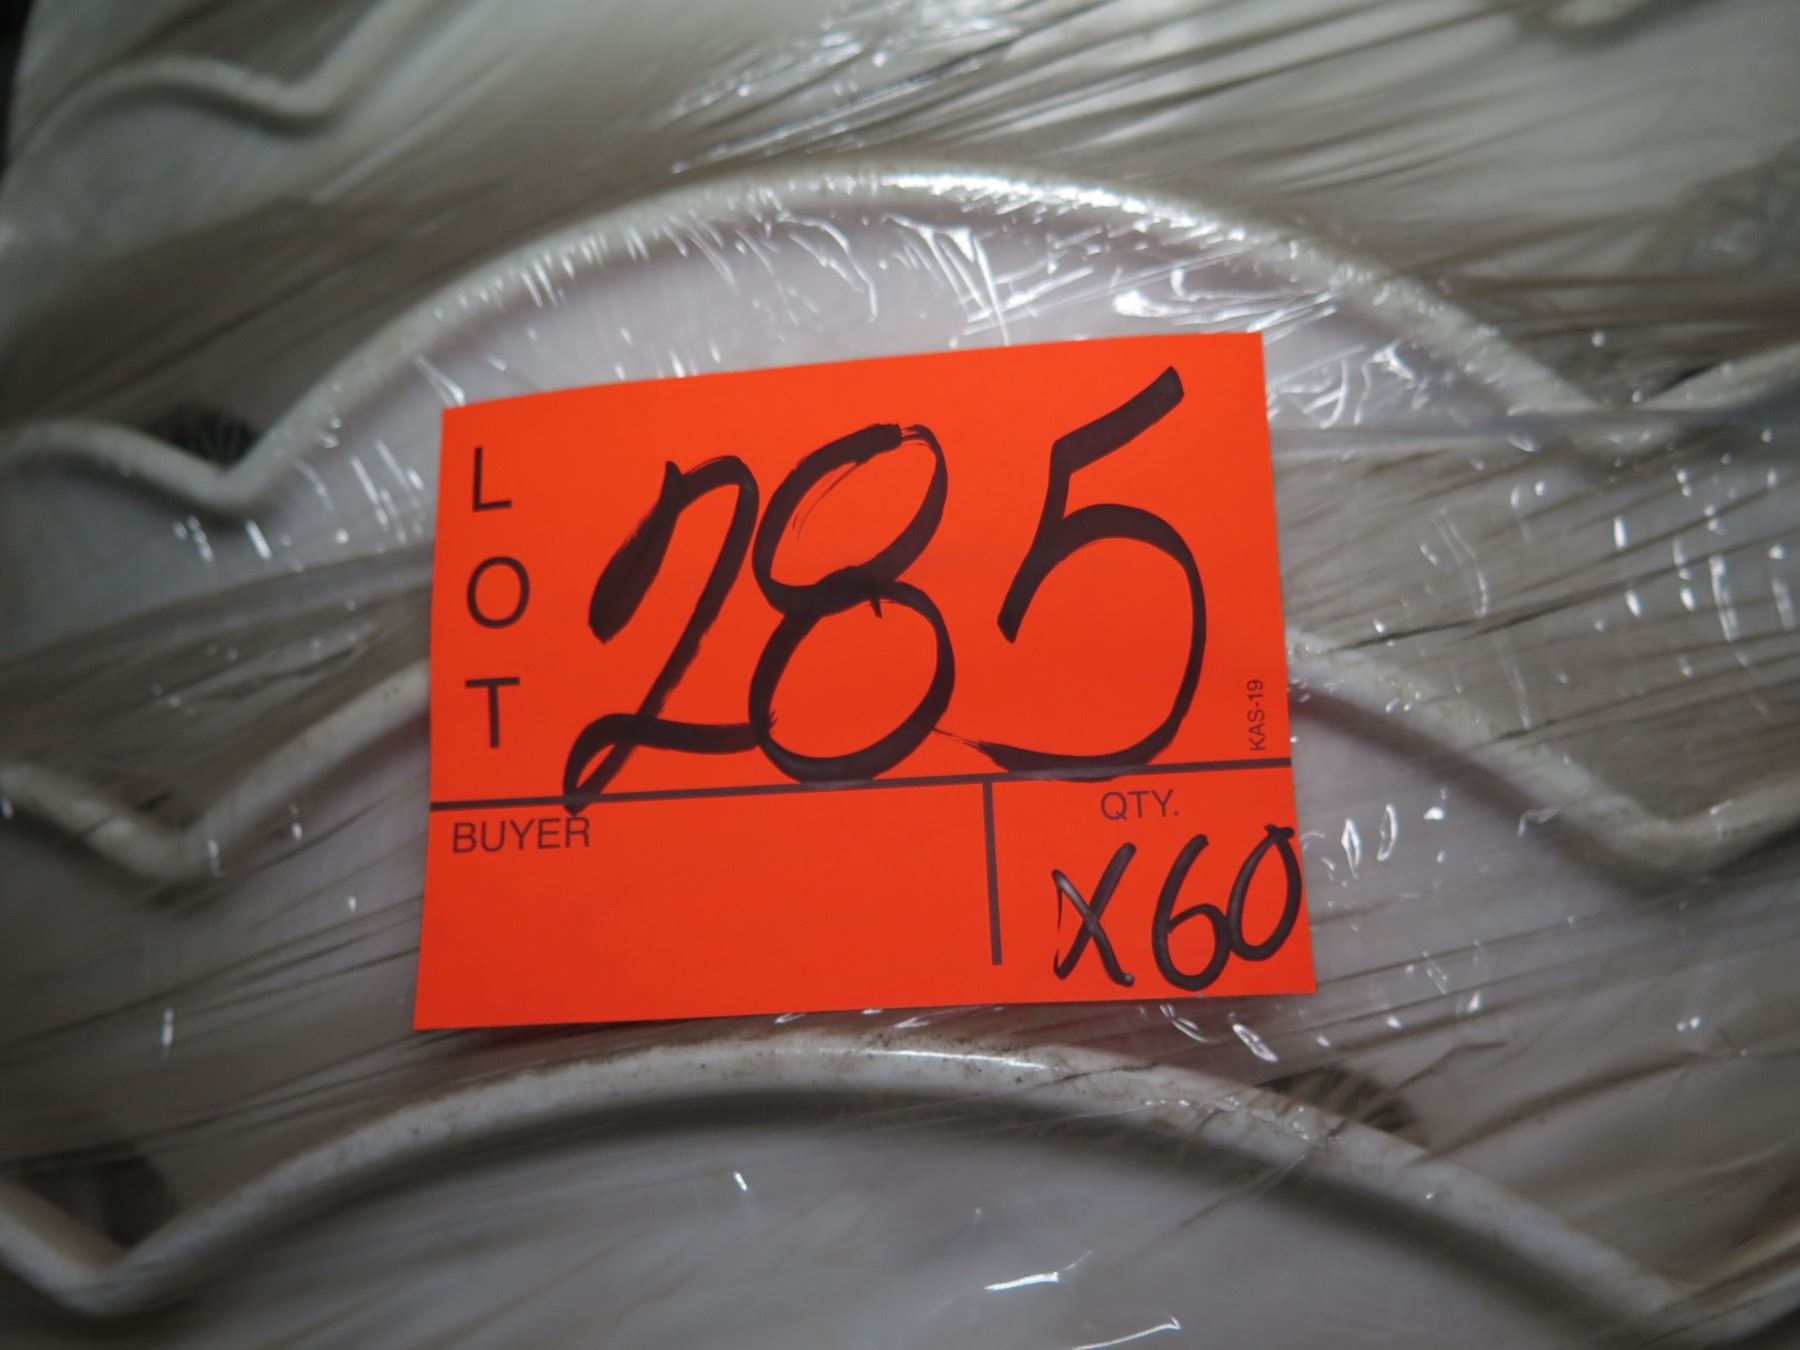 LOT 285
KAS-19
BUYER
QTY.
X60